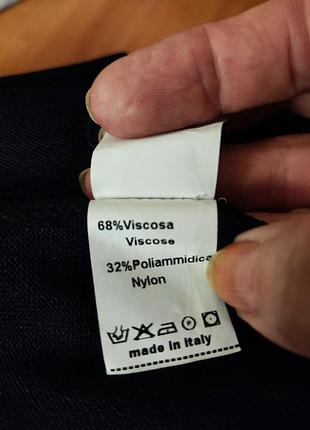 68%Viscosa
Viscose
32%Poliammidica
Nylon
made in Italy